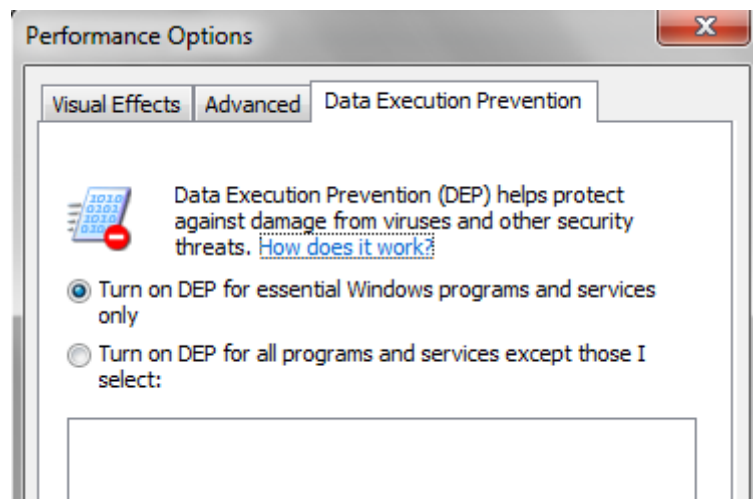 Performance Options
Visual Effects Advanced Data Execution Prevention
Data Execution Prevention (DEP) helps protect
against damage from viruses and other security
threats. How does it work?
Turn on DEP for essential Windows programs and services
only
Turn on DEP for all programs and services except those I
select: